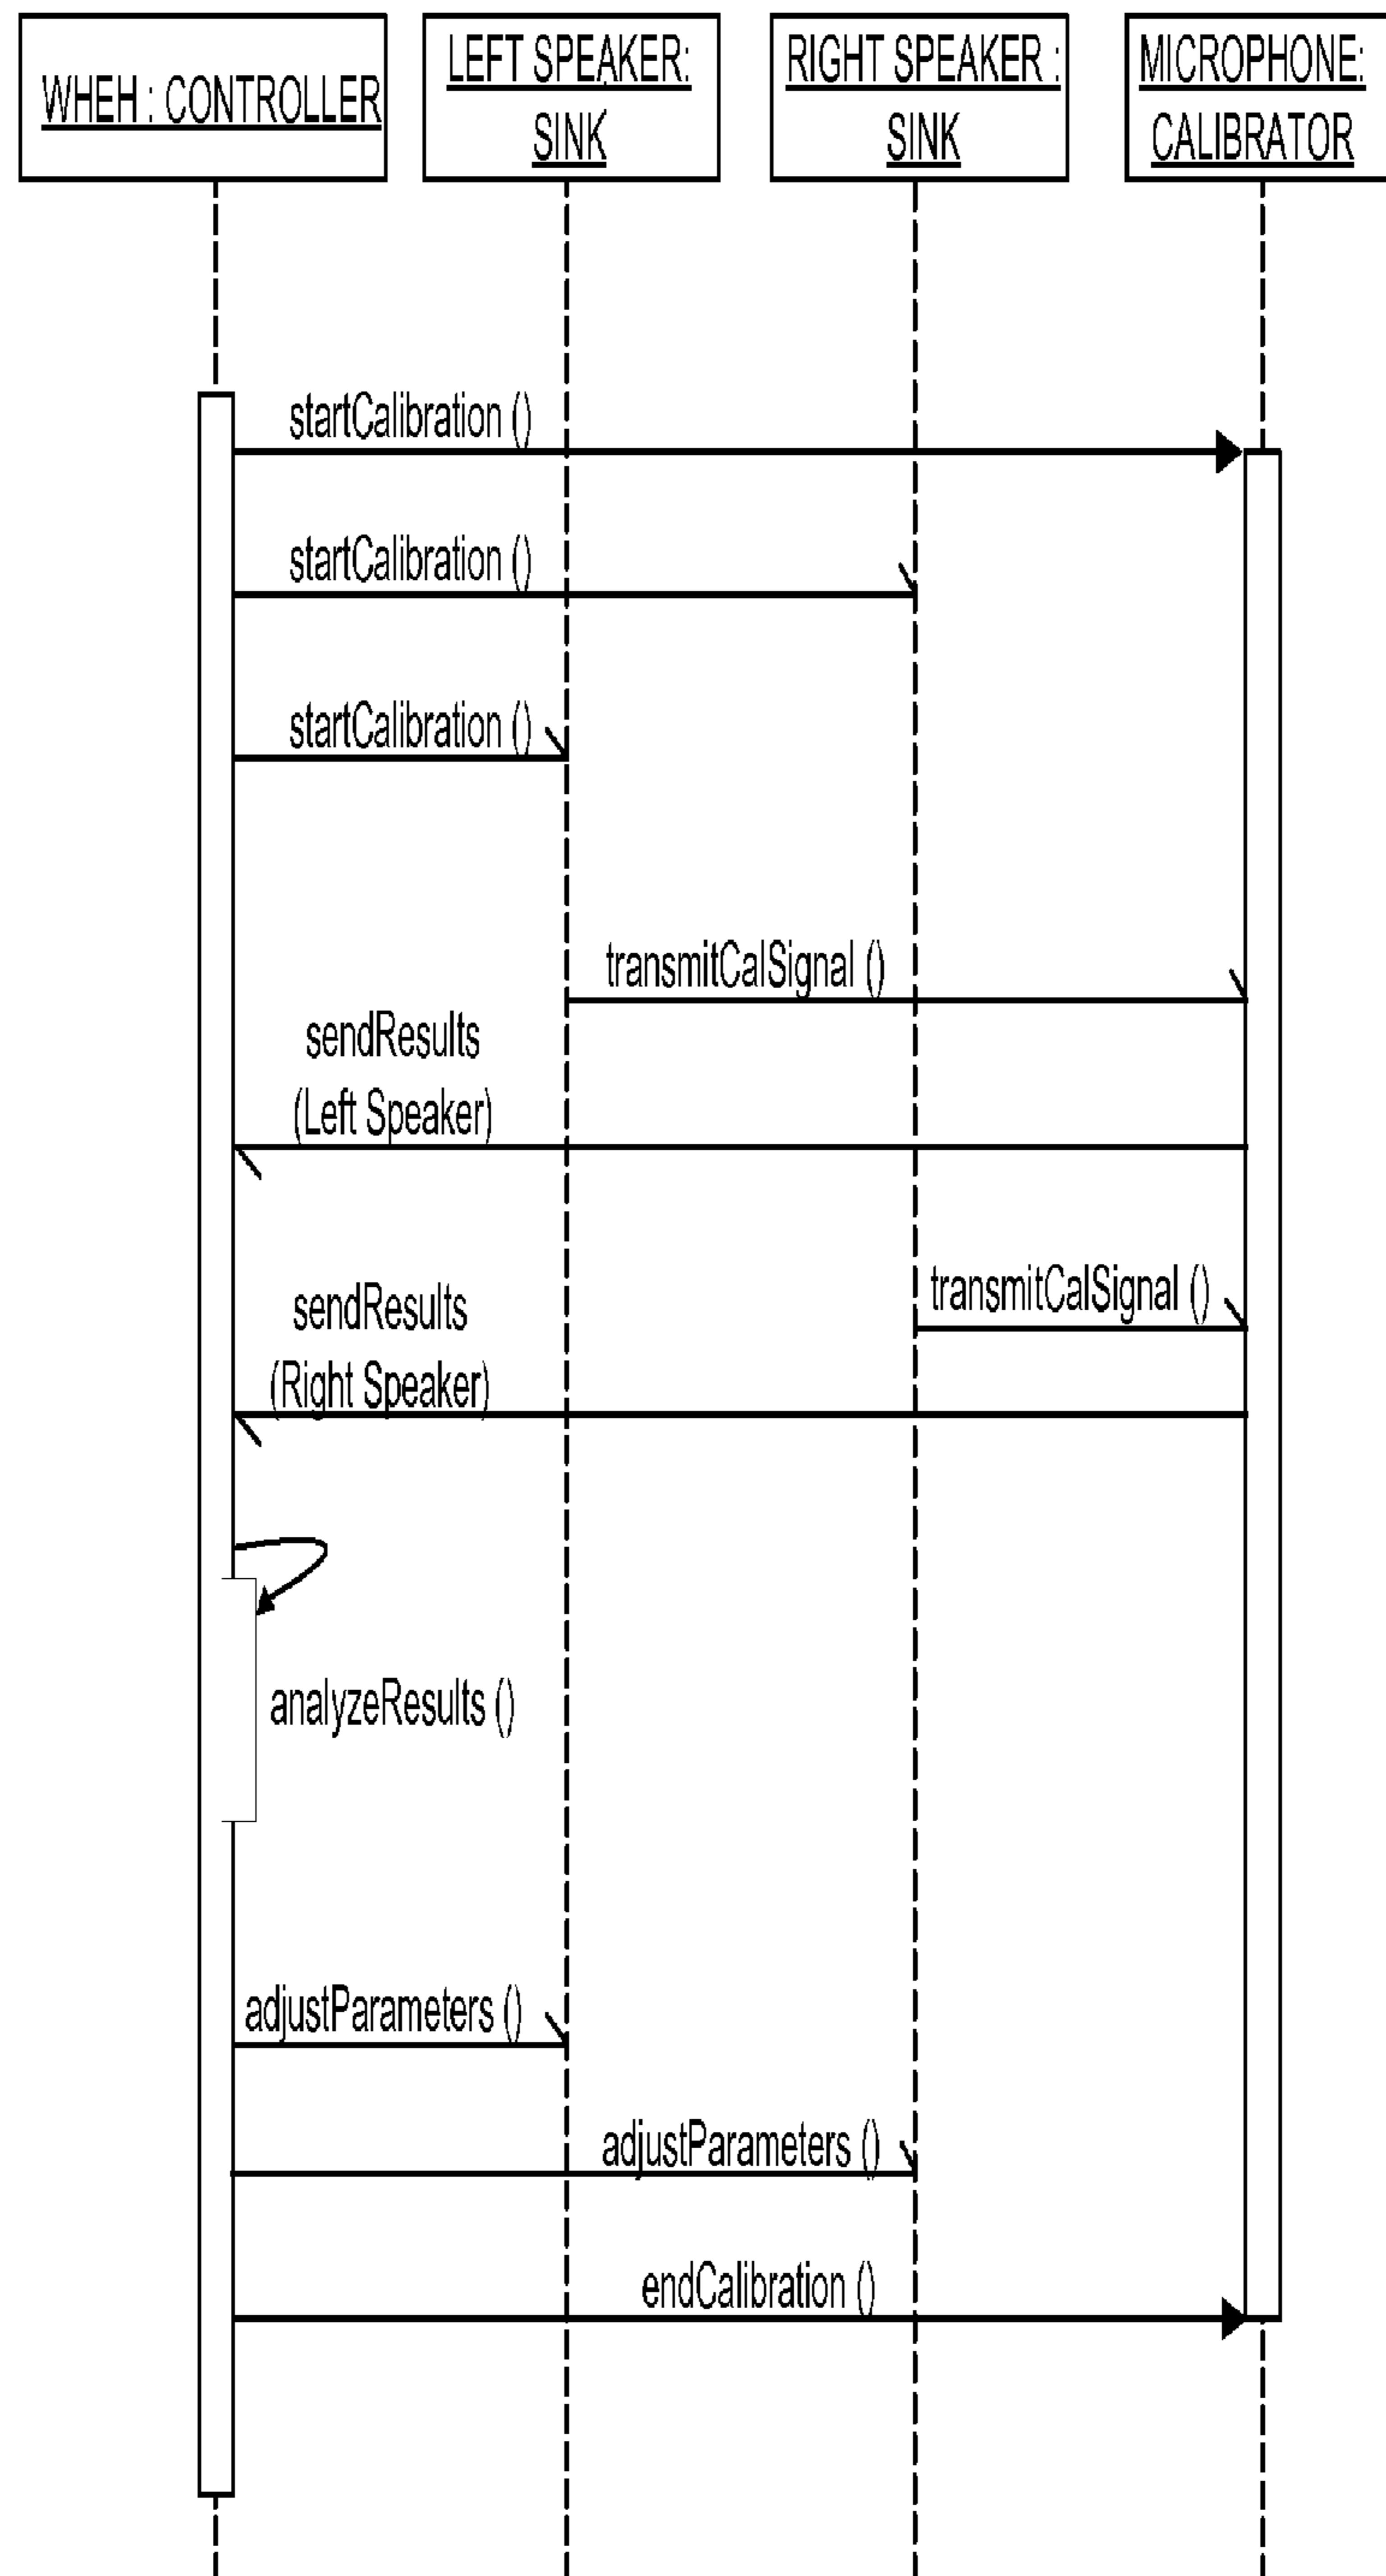 WHEH : CONTROLLER
LEFT SPEAKER:
SINK
RIGHT SPEAKER :
SINK
MICROPHONE:
CALIBRATOR
startCalibration ()
startCalibration ()
startCalibration ()
transmitCalSignal ()
sendResults
(Left Speaker)
transmitCalSignal ()
sendResults
(Right Speaker)
analyzeResults ()
adjustParameters ()
adjustParameters ()
endCalibration ()